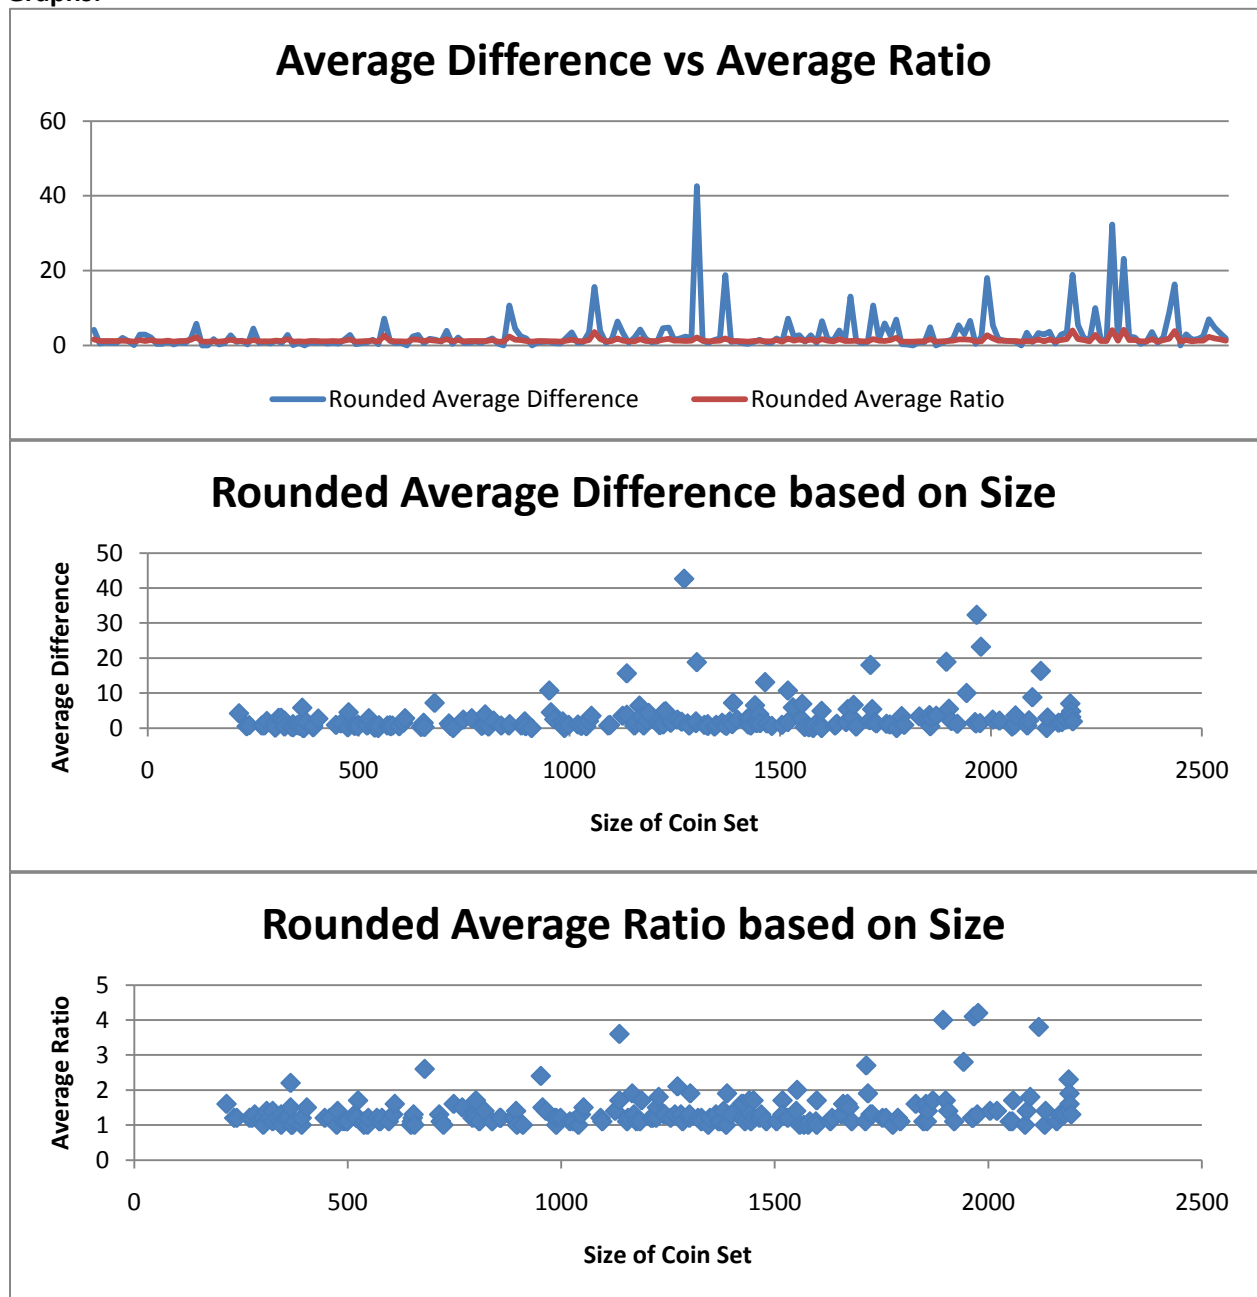 Graphs:
Average Difference vs Average Ratio
60
40
20
0
Rounded Average Difference Rounded Average Ratio
Rounded Average Difference based on Size
50
40
30
20
10
0
Average Difference
0 500 1000 1500 2000 2500
Size of Coin Set
Rounded Average Ratio based on Size
5
4
3
2
1
0
Average Ratio
0 500 1000 1500 2000 2500
Size of Coin Set